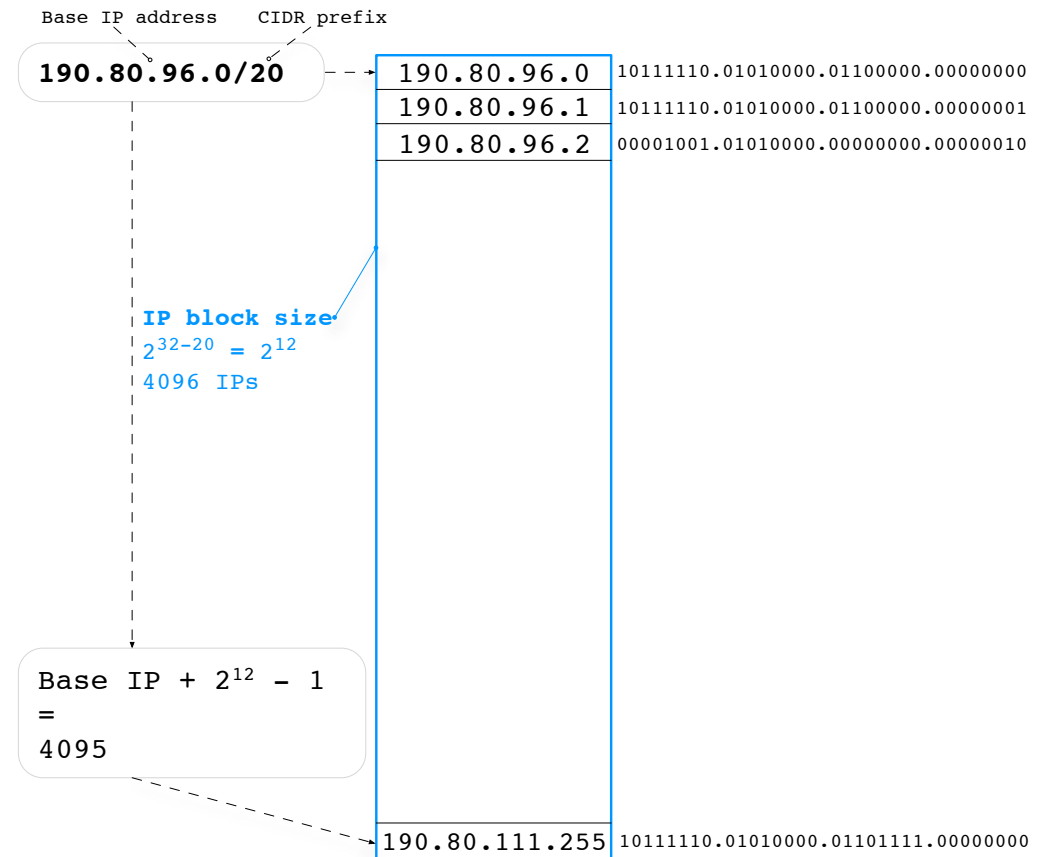 Base IP address CIDR prefix
190.80.96.0/20
190.80.96.0 10111110.01010000.01100000.00000000
190.80.96.1 10111110.01010000.01100000.00000001
190.80.96.2 00001001.01010000.00000000.00000010
IP block size
2³²⁻²⁰ = 2¹²
4096 IPs
Base IP + 2¹² – 1
=
4095
190.80.111.255 10111110.01010000.01101111.00000000